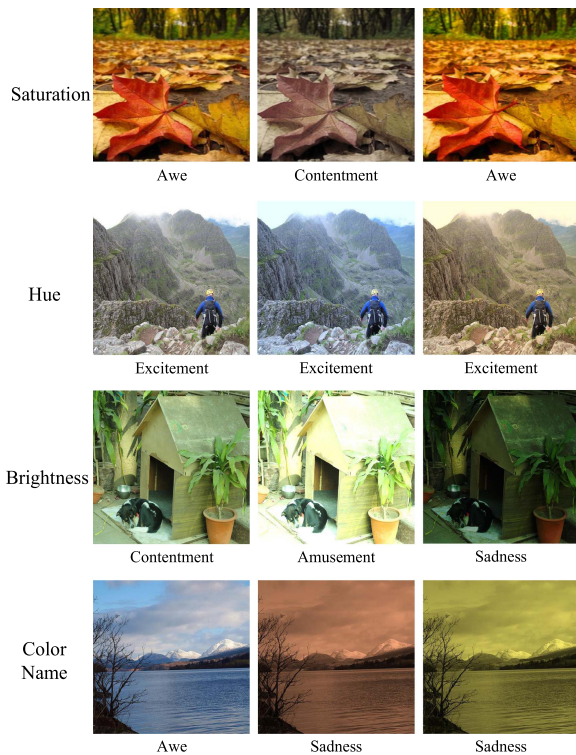 Saturation
Awe
Contentment
Awe
Hue
Excitement
Excitement
Excitement
Brightness
Contentment
Amusement
Sadness
Color
Name
Awe
Sadness
Sadness